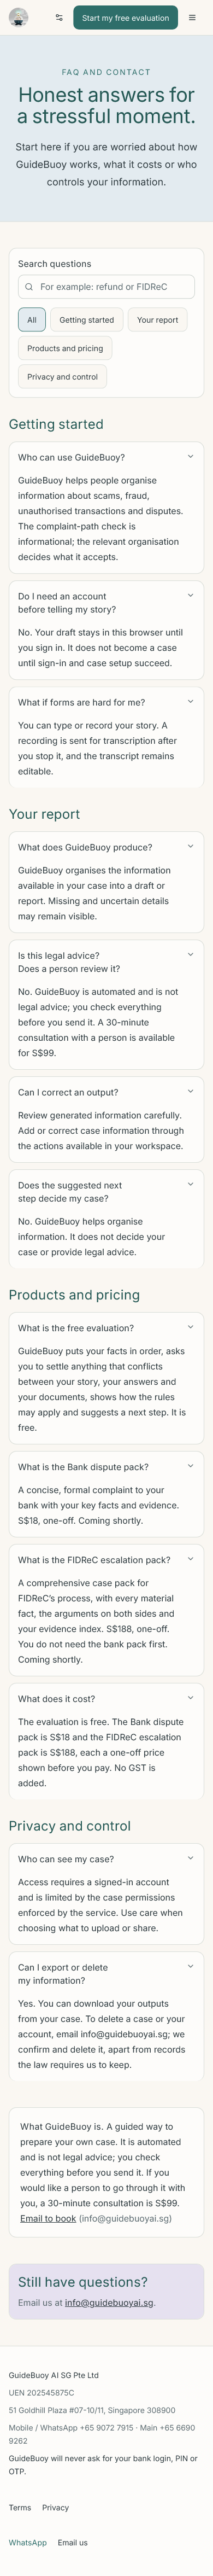 Start my free evaluation
FAQ AND CONTACT
Honest answers for
a stressful moment.
Start here if you are worried about how
GuideBuoy works, what it costs or who
controls your information.
Search questions
For example: refund or FIDReC
All
Getting started
Your report
Products and pricing
Privacy and control
Getting started
Who can use GuideBuoy?
GuideBuoy helps people organise
information about scams, fraud,
unauthorised transactions and disputes.
The complaint-path check is
informational; the relevant organisation
decides what it accepts.
Do I need an account
before telling my story?
No. Your draft stays in this browser until
you sign in. It does not become a case
until sign-in and case setup succeed.
What if forms are hard for me?
You can type or record your story. A
recording is sent for transcription after
you stop it, and the transcript remains
editable.
Your report
What does GuideBuoy produce?
GuideBuoy organises the information
available in your case into a draft or
report. Missing and uncertain details
may remain visible.
Is this legal advice?
Does a person review it?
No. GuideBuoy is automated and is not
legal advice; you check everything
before you send it. A 30-minute
consultation with a person is available
for S$99.
Can I correct an output?
Review generated information carefully.
Add or correct case information through
the actions available in your workspace.
Does the suggested next
step decide my case?
No. GuideBuoy helps organise
information. It does not decide your
case or provide legal advice.
Products and pricing
What is the free evaluation?
GuideBuoy puts your facts in order, asks
you to settle anything that conflicts
between your story, your answers and
your documents, shows how the rules
may apply and suggests a next step. It is
free.
What is the Bank dispute pack?
A concise, formal complaint to your
bank with your key facts and evidence.
S$18, one-off. Coming shortly.
What is the FIDReC escalation pack?
A comprehensive case pack for
FIDReC's process, with every material
fact, the arguments on both sides and
your evidence index. S$188, one-off.
You do not need the bank pack first.
Coming shortly.
What does it cost?
The evaluation is free. The Bank dispute
pack is S$18 and the FIDReC escalation
pack is S$188, each a one-off price
shown before you pay. No GST is
added.
Privacy and control
Who can see my case?
Access requires a signed-in account
and is limited by the case permissions
enforced by the service. Use care when
choosing what to upload or share.
Can I export or delete
my information?
Yes. You can download your outputs
from your case. To delete a case or your
account, email info@guidebuoyai.sg; we
confirm and delete it, apart from records
the law requires us to keep.
What GuideBuoy is. A guided way to
prepare your own case. It is automated
and is not legal advice; you check
everything before you send it. If you
would like a person to go through it with
you, a 30-minute consultation is S$99.
Email to book (info@guidebuoyai.sg)
Still have questions?
Email us at info@guidebuoyai.sg.
GuideBuoy AI SG Pte Ltd
UEN 202545875C
51 Goldhill Plaza #07-10/11, Singapore 308900
Mobile / WhatsApp +65 9072 7915 · Main +65 6690
9262
GuideBuoy will never ask for your bank login, PIN or
OTP.
Terms
Privacy
WhatsApp
Email us